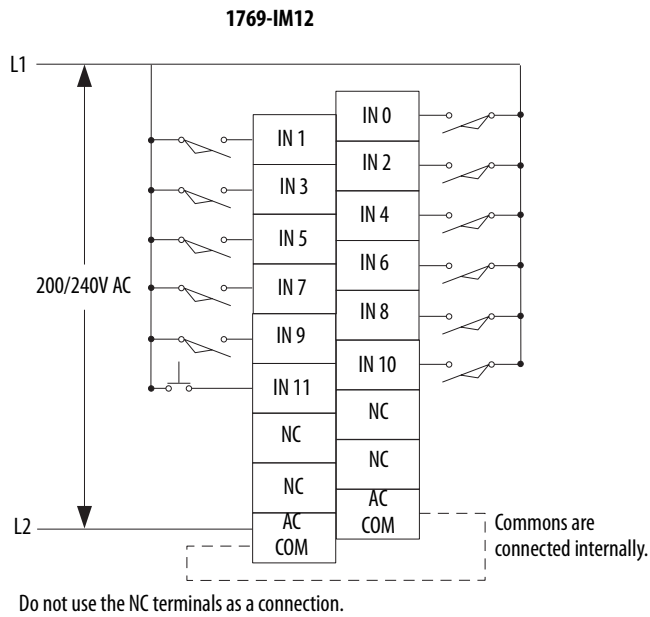 1769-IM12
L1
IN 0
IN 1
IN 2
IN 3
IN 4
IN 5
IN 6
200/240V AC
IN 7
IN 8
IN 9
IN 10
IN 11
NC
NC
NC
NC
AC
COM
L2
AC
COM
Commons are
connected internally.
Do not use the NC terminals as a connection.